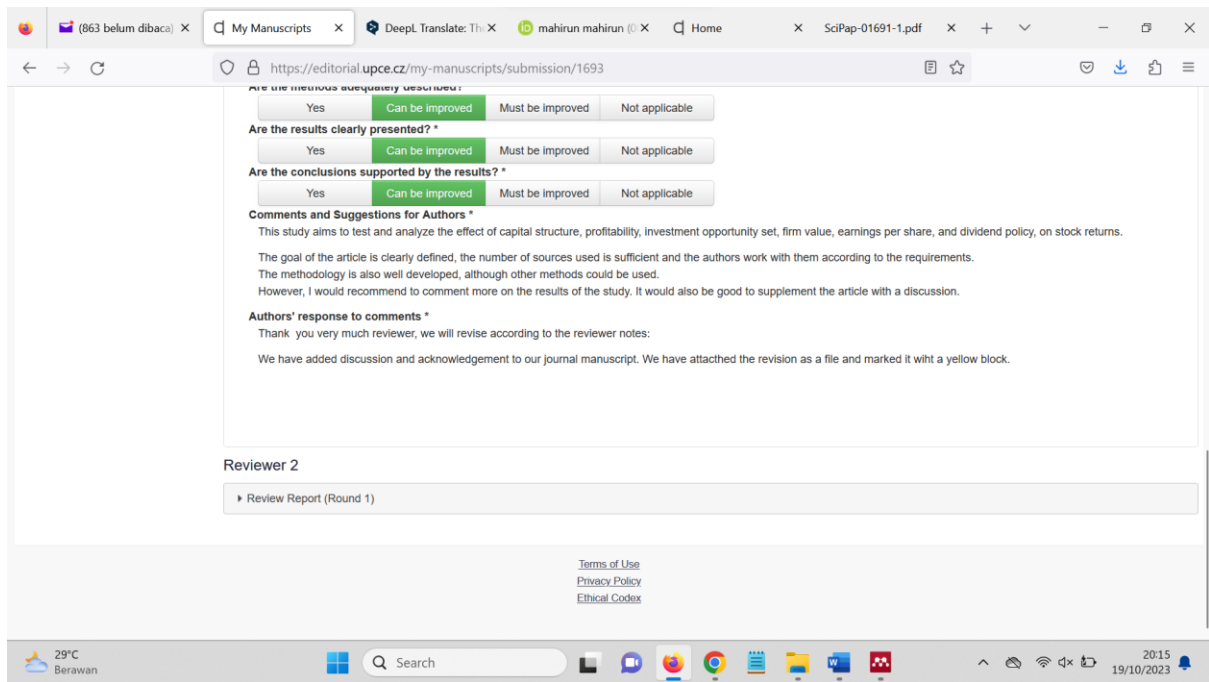 (863 belum dibaca)
My Manuscripts
DeepL Translate: The
mahirun mahirun (0
Home
SciPap-01691-1.pdf
https://editorial.upce.cz/my-manuscripts/submission/1693
Are the methods adequately described?
Yes Can be improved Must be improved Not applicable
Are the results clearly presented? *
Yes Can be improved Must be improved Not applicable
Are the conclusions supported by the results? *
Yes Can be improved Must be improved Not applicable
Comments and Suggestions for Authors *
This study aims to test and analyze the effect of capital structure, profitability, investment opportunity set, firm value, earnings per share, and dividend policy, on stock returns.
The goal of the article is clearly defined, the number of sources used is sufficient and the authors work with them according to the requirements.
The methodology is also well developed, although other methods could be used.
However, I would recommend to comment more on the results of the study. It would also be good to supplement the article with a discussion.
Authors' response to comments *
Thank you very much reviewer, we will revise according to the reviewer notes:
We have added discussion and acknowledgement to our journal manuscript. We have attacthed the revision as a file and marked it wiht a yellow block.
Reviewer 2
Review Report (Round 1)
Terms of Use
Privacy Policy
Ethical Codex
29°C
Berawan
Search
20:15
19/10/2023